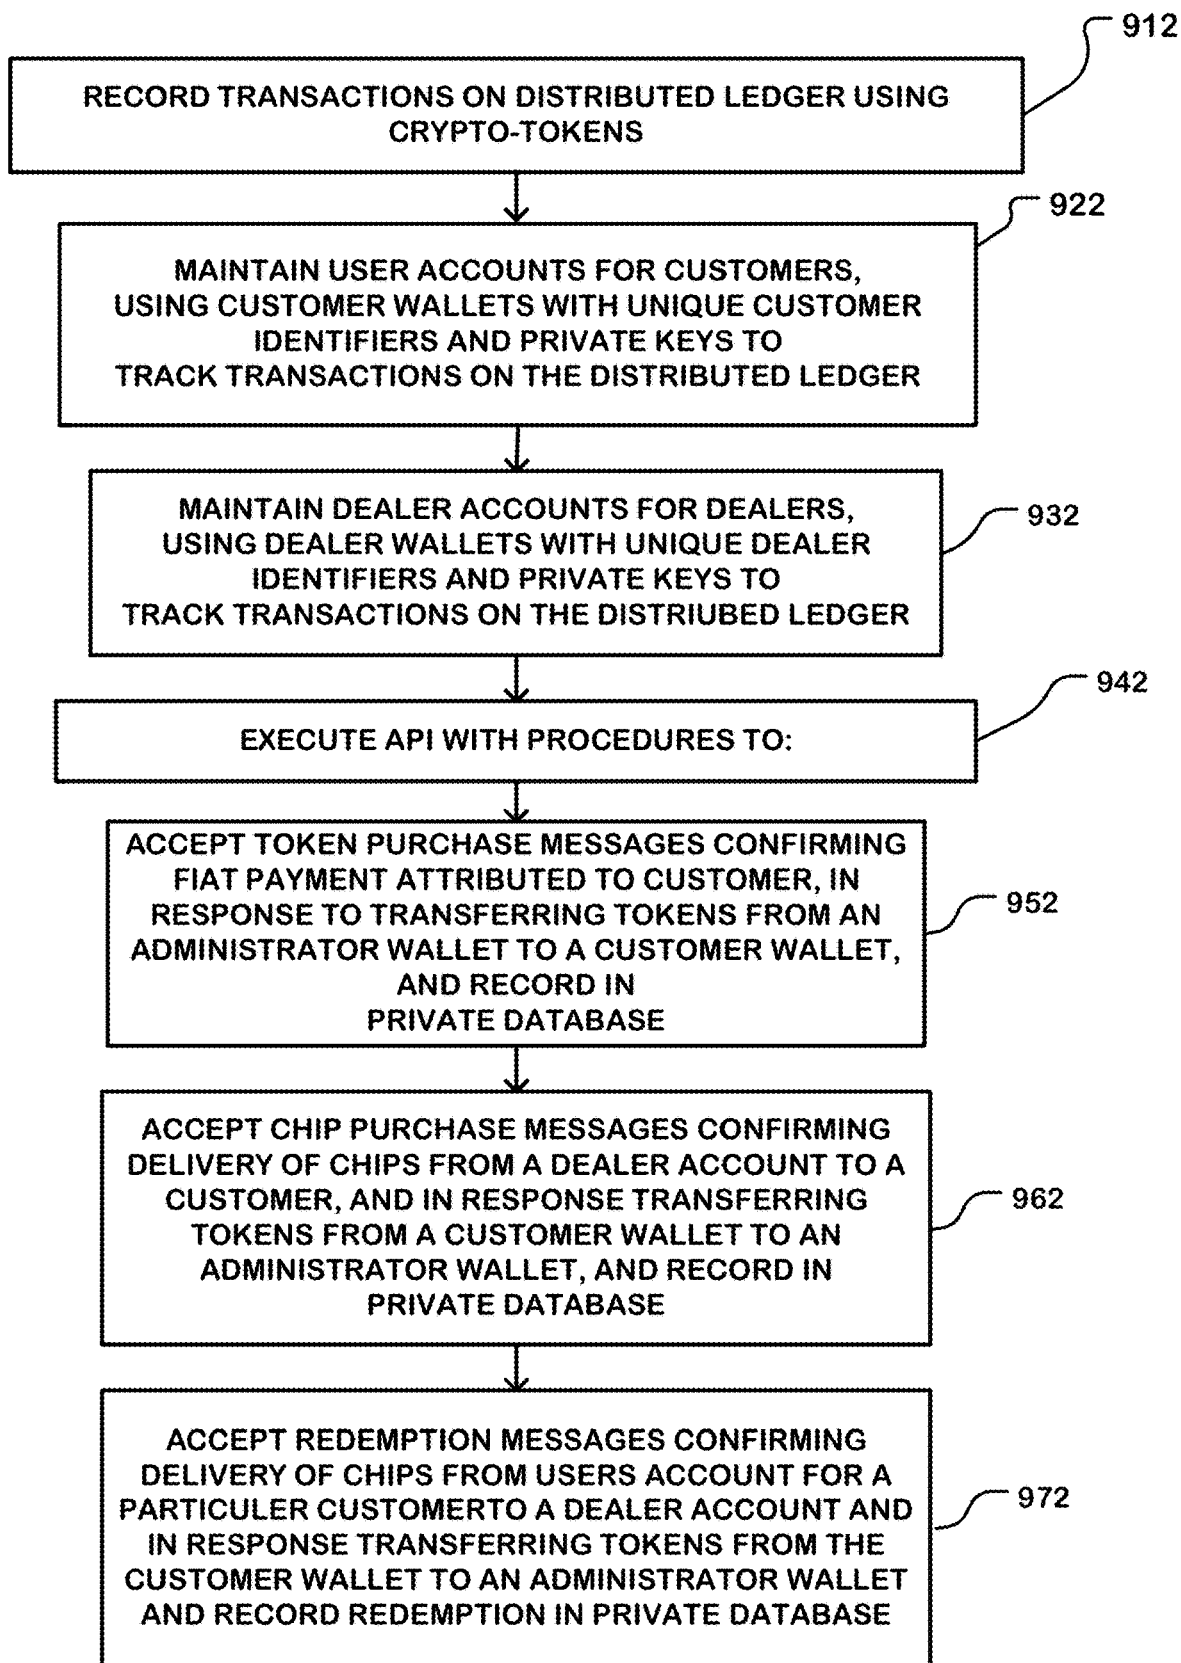 912
RECORD TRANSACTIONS ON DISTRIBUTED LEDGER USING
CRYPTO-TOKENS
922
MAINTAIN USER ACCOUNTS FOR CUSTOMERS,
USING CUSTOMER WALLETS WITH UNIQUE CUSTOMER
IDENTIFIERS AND PRIVATE KEYS TO
TRACK TRANSACTIONS ON THE DISTRIBUTED LEDGER
932
MAINTAIN DEALER ACCOUNTS FOR DEALERS,
USING DEALER WALLETS WITH UNIQUE DEALER
IDENTIFIERS AND PRIVATE KEYS TO
TRACK TRANSACTIONS ON THE DISTRIUBED LEDGER
942
EXECUTE API WITH PROCEDURES TO:
952
ACCEPT TOKEN PURCHASE MESSAGES CONFIRMING
FIAT PAYMENT ATTRIBUTED TO CUSTOMER, IN
RESPONSE TO TRANSFERRING TOKENS FROM AN
ADMINISTRATOR WALLET TO A CUSTOMER WALLET,
AND RECORD IN
PRIVATE DATABASE
962
ACCEPT CHIP PURCHASE MESSAGES CONFIRMING
DELIVERY OF CHIPS FROM A DEALER ACCOUNT TO A
CUSTOMER, AND IN RESPONSE TRANSFERRING
TOKENS FROM A CUSTOMER WALLET TO AN
ADMINISTRATOR WALLET, AND RECORD IN
PRIVATE DATABASE
972
ACCEPT REDEMPTION MESSAGES CONFIRMING
DELIVERY OF CHIPS FROM USERS ACCOUNT FOR A
PARTICULER CUSTOMERTO A DEALER ACCOUNT AND
IN RESPONSE TRANSFERRING TOKENS FROM THE
CUSTOMER WALLET TO AN ADMINISTRATOR WALLET
AND RECORD REDEMPTION IN PRIVATE DATABASE